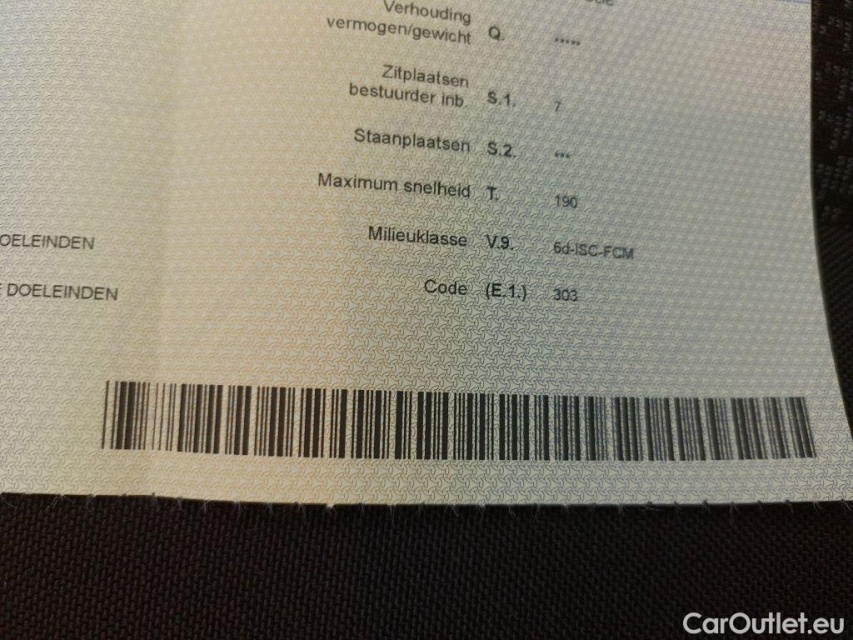 Verhouding
vermogen/gewicht Q. .....
Zitplaatsen
bestuurder inb. S.1. 7
Staanplaatsen S.2. ...
Maximum snelheid T. 190
OELEINDEN Milieuklasse V.9. 6d-ISC-FCM
DOELEINDEN Code (E.1.) 303
CarOutlet.eu